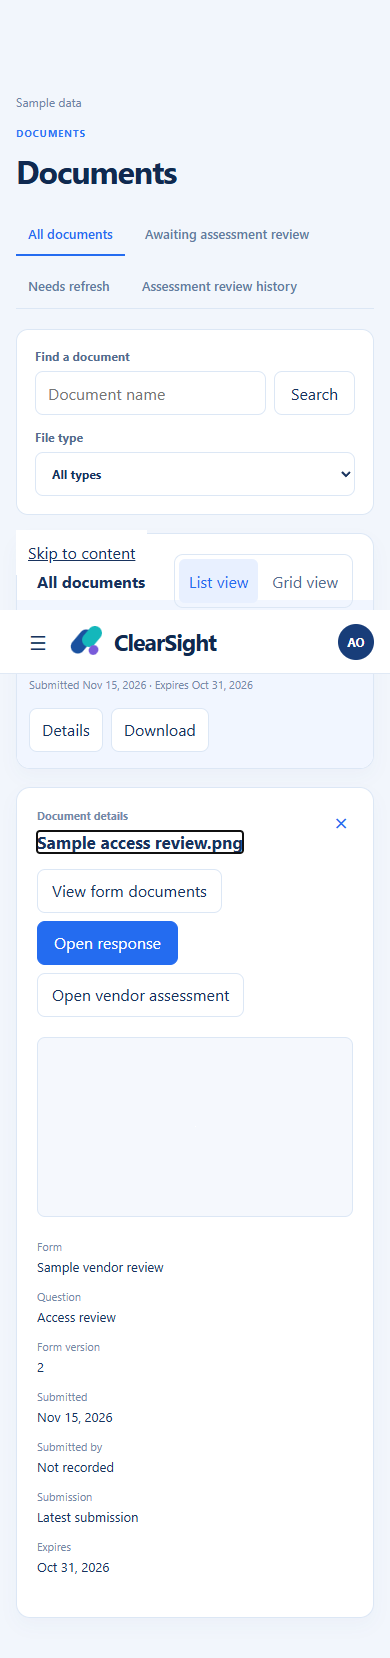 Sample data
DOCUMENTS
Documents
All documents
Awaiting assessment review
Needs refresh
Assessment review history
Find a document
Document name
Search
File type
All types
Skip to content
All documents
List view
Grid view
ClearSight
AO
Submitted Nov 15, 2026 · Expires Oct 31, 2026
Details
Download
Document details
Sample access review.png
View form documents
Open response
Open vendor assessment
Form
Sample vendor review
Question
Access review
Form version
2
Submitted
Nov 15, 2026
Submitted by
Not recorded
Submission
Latest submission
Expires
Oct 31, 2026